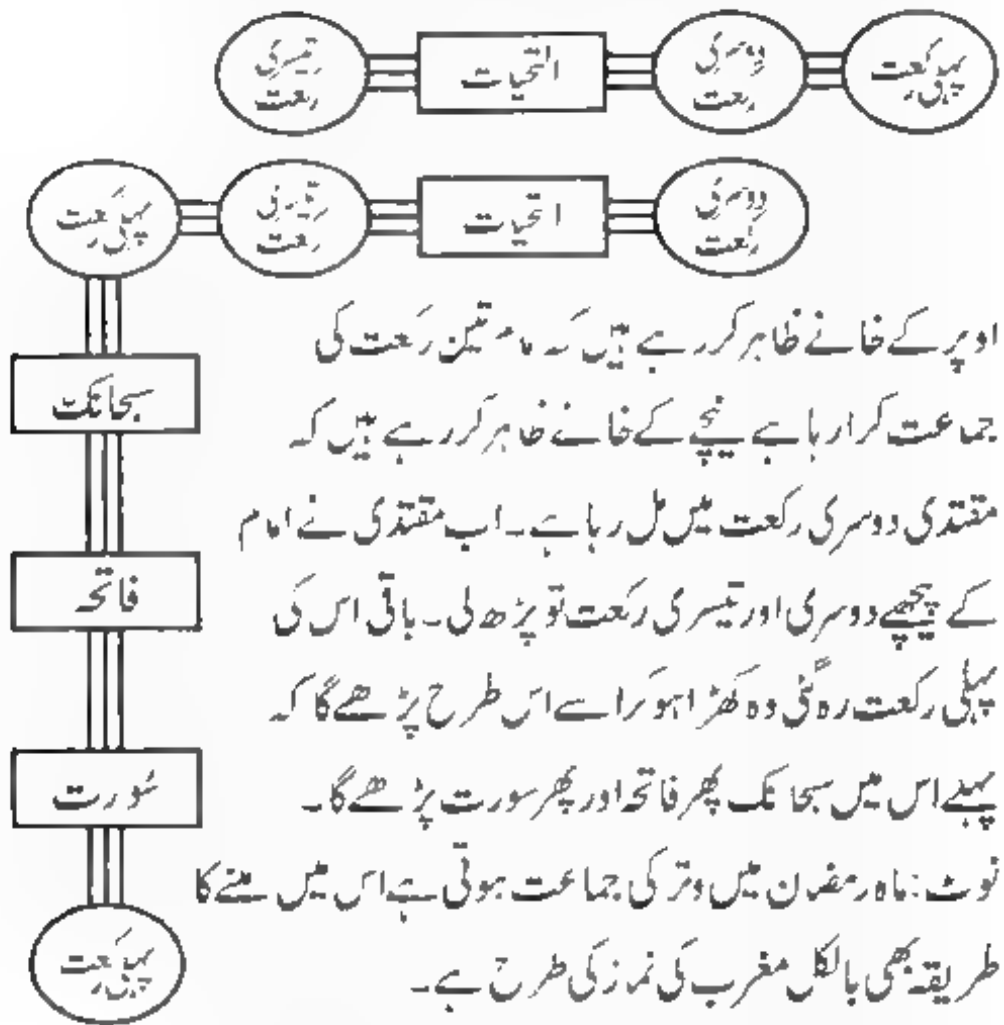 پہلی رکعت
دوسری رکعت
التحیات
تیسری رکعت
دوسری رکعت
التحیات
تیسری رکعت
پہلی رکعت
سبحانک
فاتحہ
سُورت
پہلی رکعت
اوپر کے خانے ظاہر کررہے ہیں کہ امام تین رکعت کی
جماعت کرا رہا ہے نیچے کے خانے ظاہر کررہے ہیں کہ
مقتدی دوسری رکعت میں مل رہا ہے۔ اب مقتدی نے امام
کے پیچھے دوسری اور تیسری رکعت تو پڑھ لی۔ باقی اس کی
پہلی رکعت رہ گئی وہ کھڑا ہو کر اسے اس طرح پڑھے گا کہ
پہلے اس میں سبحانک پھر فاتحہ اور پھر سورت پڑھے گا۔
نوٹ: ماہ رمضان میں وتر کی جماعت ہوتی ہے اس میں ملنے کا
طریقہ بھی بالکل مغرب کی نماز کی طرح ہے۔